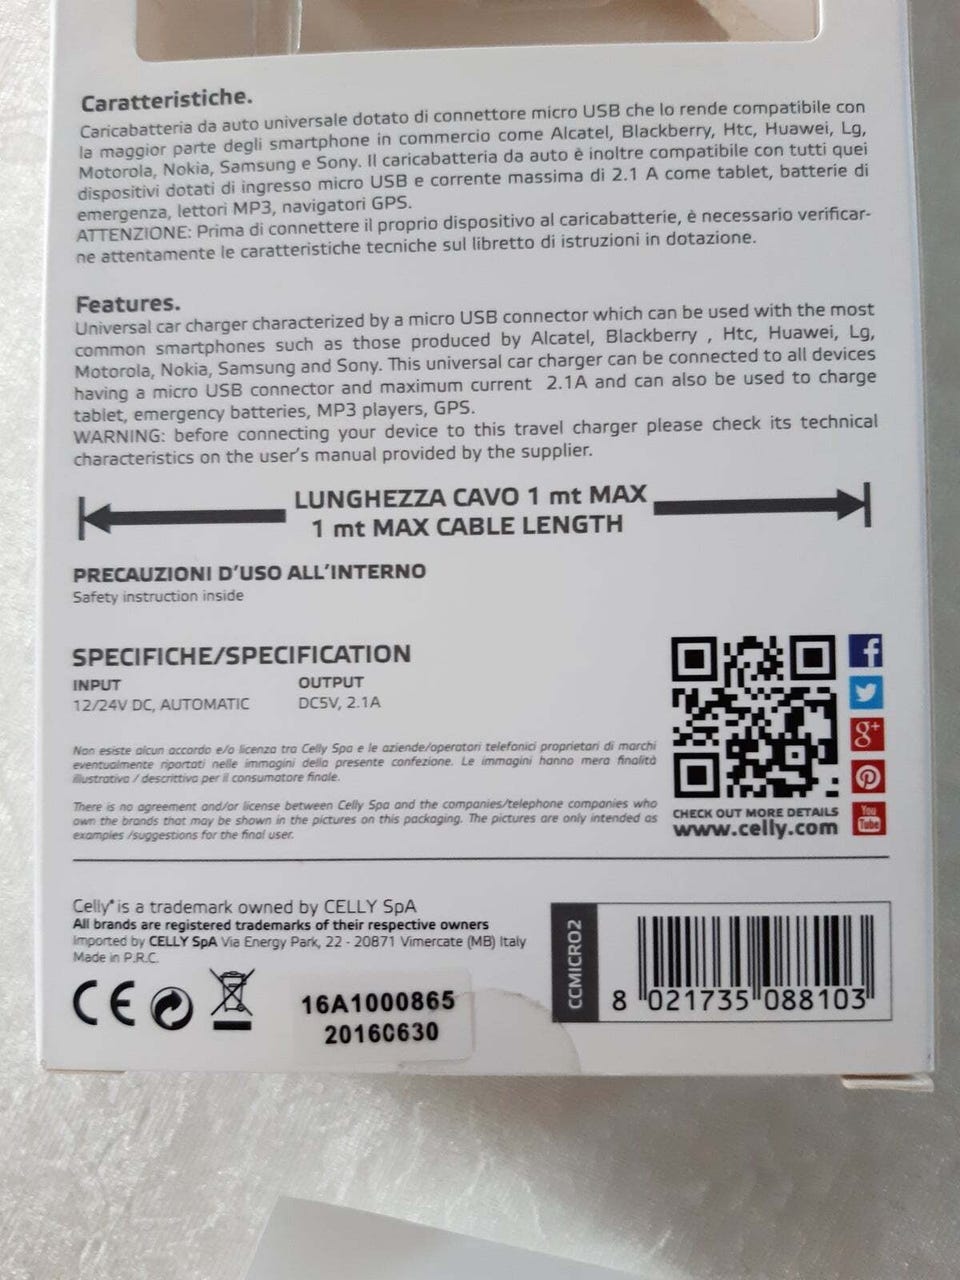 Caratteristiche.
Caricabatteria da auto universale dotato di connettore micro USB che lo rende compatibile con
la maggior parte degli smartphone in commercio come Alcatel, Blackberry, Htc, Huawei, Lg,
Motorola, Nokia, Samsung e Sony. Il caricabatteria da auto è inoltre compatibile con tutti quei
dispositivi dotati di ingresso micro USB e corrente massima di 2.1 A come tablet, batterie di
emergenza, lettori MP3, navigatori GPS.
ATTENZIONE: Prima di connettere il proprio dispositivo al caricabatterie, è necessario verificar-
ne attentamente le caratteristiche tecniche sul libretto di istruzioni in dotazione.
Features.
Universal car charger characterized by a micro USB connector which can be used with the most
common smartphones such as those produced by Alcatel, Blackberry , Htc, Huawei, Lg,
Motorola, Nokia, Samsung and Sony. This universal car charger can be connected to all devices
having a micro USB connector and maximum current 2.1A and can also be used to charge
tablet, emergency batteries, MP3 players, GPS.
WARNING: before connecting your device to this travel charger please check its technical
characteristics on the user's manual provided by the supplier.
LUNGHEZZA CAVO 1 mt MAX
1 mt MAX CABLE LENGTH
PRECAUZIONI D'USO ALL'INTERNO
Safety instruction inside
SPECIFICHE/SPECIFICATION
INPUT OUTPUT
12/24V DC, AUTOMATIC DC5V, 2.1A
Non esiste alcun accordo e/o licenza tra Celly Spa e le aziende/operatori telefonici proprietari di marchi
eventualmente riportati nelle immagini della presente confezione. Le immagini hanno mera finalità
illustrativa / descrittiva per il consumatore finale.
There is no agreement and/or license between Celly Spa and the companies/telephone companies who
own the brands that may be shown in the pictures on this packaging. The pictures are only intended as
examples /suggestions for the final user.
f
g+
You
Tube
CHECK OUT MORE DETAILS
www.celly.com
Celly® is a trademark owned by CELLY SpA
All brands are registered trademarks of their respective owners
Imported by CELLY SpA Via Energy Park, 22 - 20871 Vimercate (MB) Italy
Made in P.R.C.
CE
16A1000865
2016C630
CCMICRO2
8 021735 088103